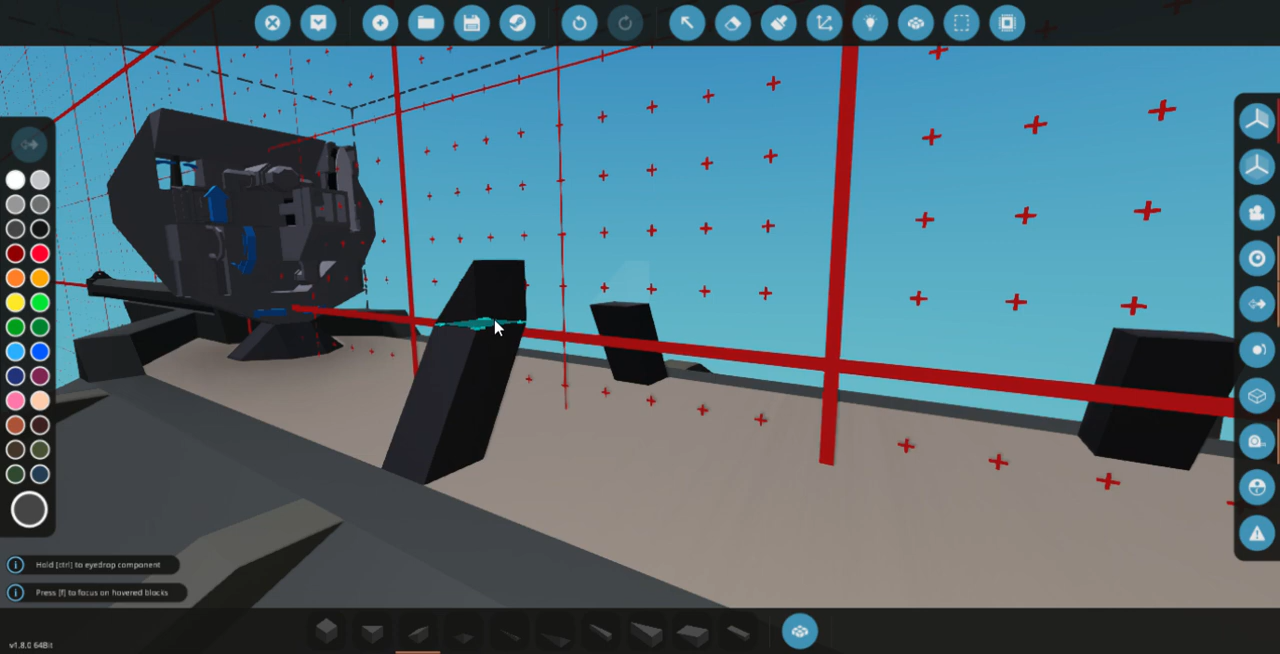 Hold [ctrl] to eyedrop component
Press [f] to focus on hovered blocks
v1.8.0 64Bit